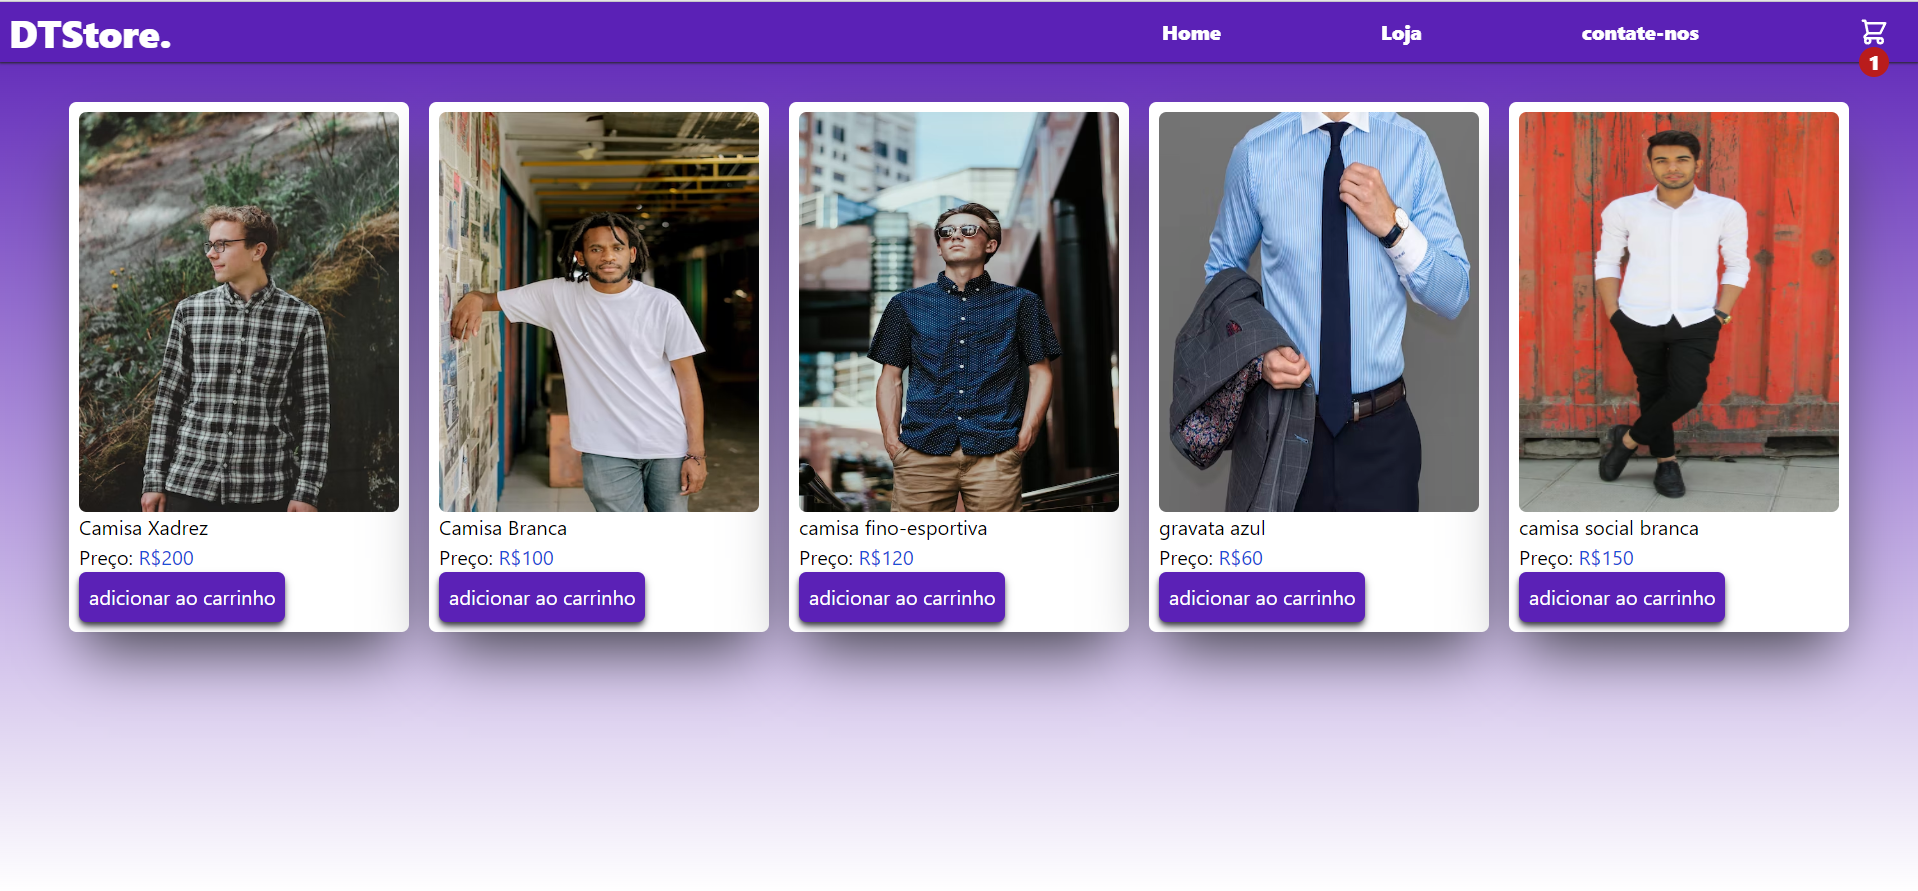 DTStore.
Home
Loja
contate-nos
1
Camisa Xadrez
Preço: R$200
adicionar ao carrinho
Camisa Branca
Preço: R$100
adicionar ao carrinho
camisa fino-esportiva
Preço: R$120
adicionar ao carrinho
gravata azul
Preço: R$60
adicionar ao carrinho
camisa social branca
Preço: R$150
adicionar ao carrinho